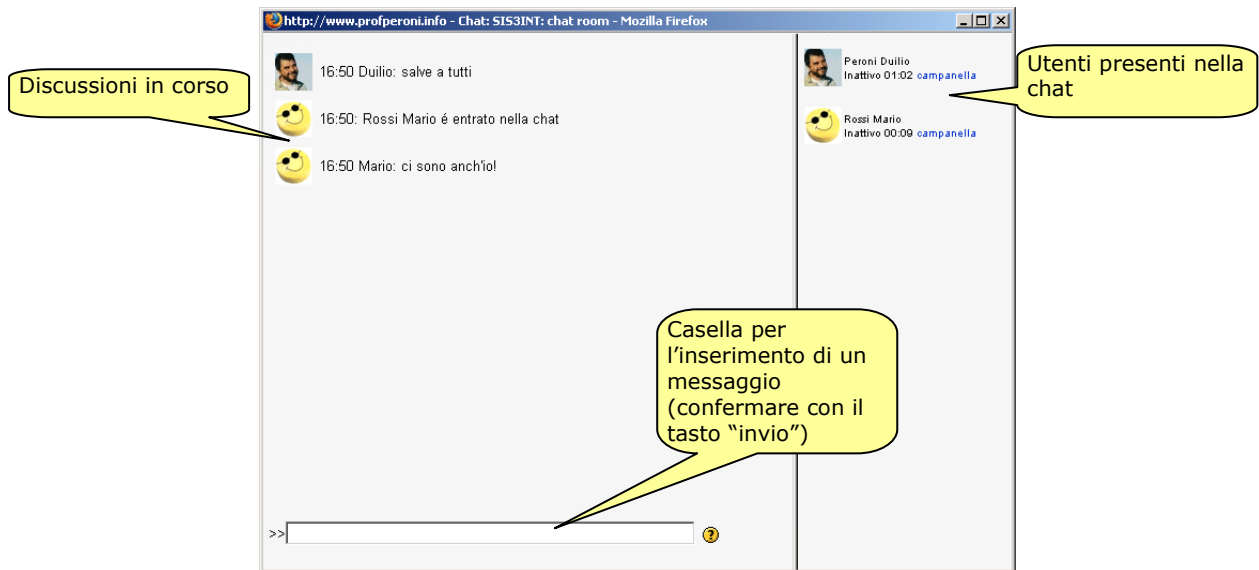 http://www.profperoni.info - Chat: SIS3INT: chat room - Mozilla Firefox
Discussioni in corso
16:50 Duilio: salve a tutti
16:50: Rossi Mario é entrato nella chat
16:50 Mario: ci sono anch'io!
Peroni Duilio
Inattivo 01:02 campanella
Rossi Mario
Inattivo 00:09 campanella
Utenti presenti nella
chat
Casella per
l’inserimento di un
messaggio
(confermare con il
tasto “invio”)
>>
?